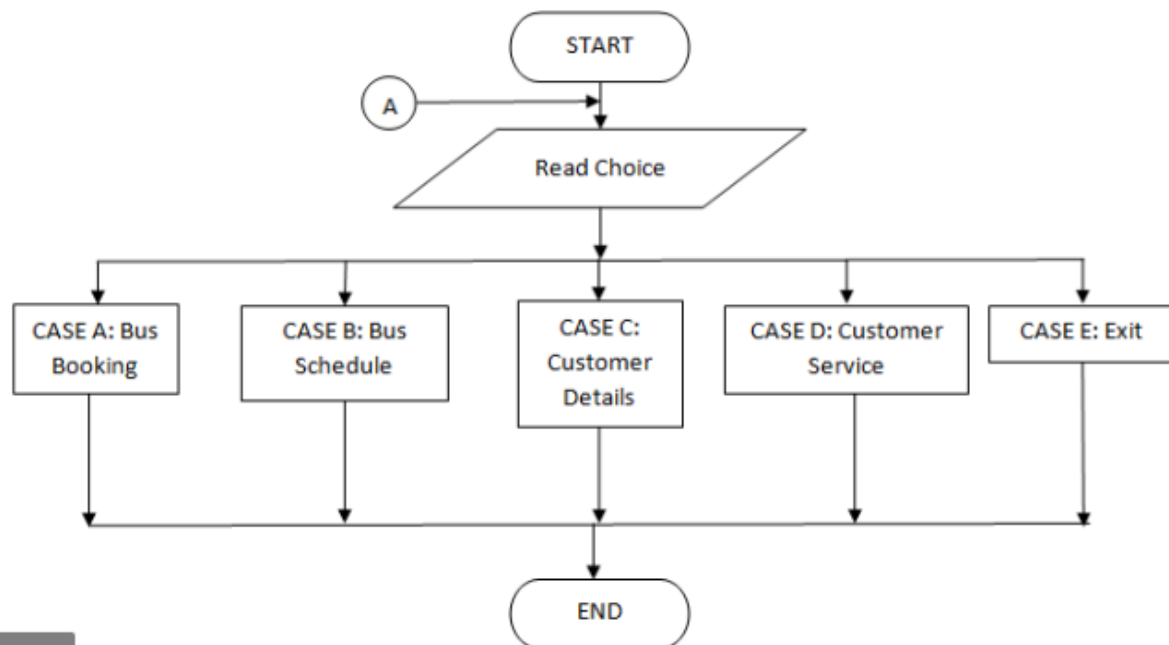 START
A
Read Choice
CASE A: Bus
Booking
CASE B: Bus
Schedule
CASE C:
Customer
Details
CASE D: Customer
Service
CASE E: Exit
END